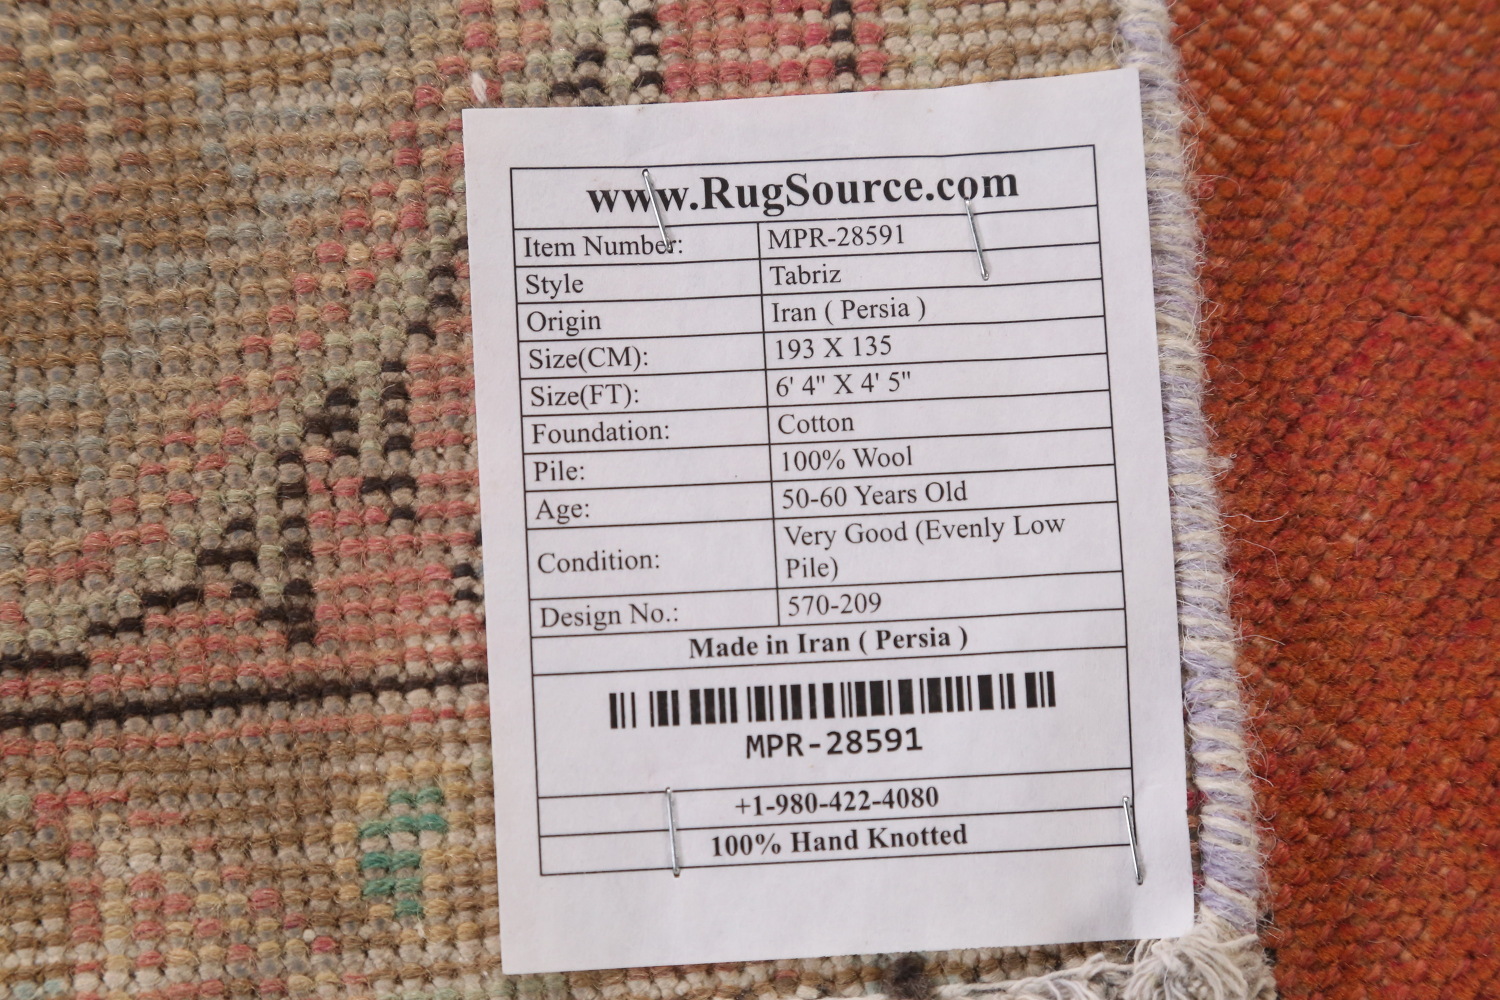 www.RugSource.com
Item Number: MPR-28591
Style Tabriz
Origin Iran ( Persia )
Size(CM): 193 X 135
Size(FT): 6' 4" X 4' 5"
Foundation: Cotton
Pile: 100% Wool
Age: 50-60 Years Old
Condition: Very Good (Evenly Low
Pile)
Design No.: 570-209
Made in Iran ( Persia )
MPR-28591
+1-980-422-4080
100% Hand Knotted